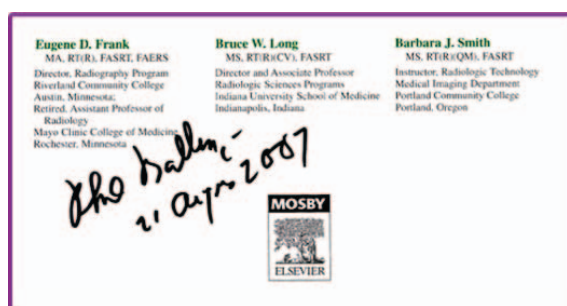 Eugene D. Frank
MA, RT(R), FASRT, FAERS
Director, Radiography Program
Riverland Community College
Austin, Minnesota;
Retired, Assistant Professor of
Radiology
Mayo Clinic College of Medicine
Rochester, Minnesota
Bruce W. Long
MS, RT(R)(CV), FASRT
Director and Associate Professor
Radiologic Sciences Programs
Indiana University School of Medicine
Indianapolis, Indiana
Barbara J. Smith
MS, RT(R)(QM), FASRT
Instructor, Radiologic Technology
Medical Imaging Department
Portland Community College
Portland, Oregon
21 2007
MOSBY
ELSEVIER